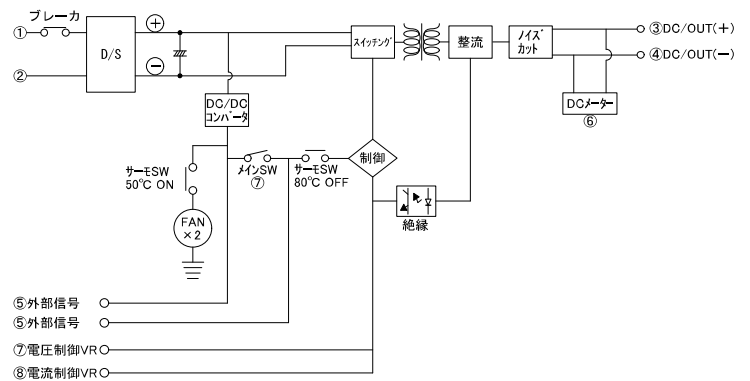 ブレーカ
①
D/S
＋
－
②
スイッチング
整流
ノイズ
カット
③DC/OUT(＋)
④DC/OUT(－)
DCメーター
⑥
DC/DC
コンバータ
サーモSW
50℃ ON
メインSW
⑦
サーモSW
80℃ OFF
制御
FAN
×2
絶縁
⑤外部信号
⑤外部信号
⑦電圧制御VR
⑧電流制御VR